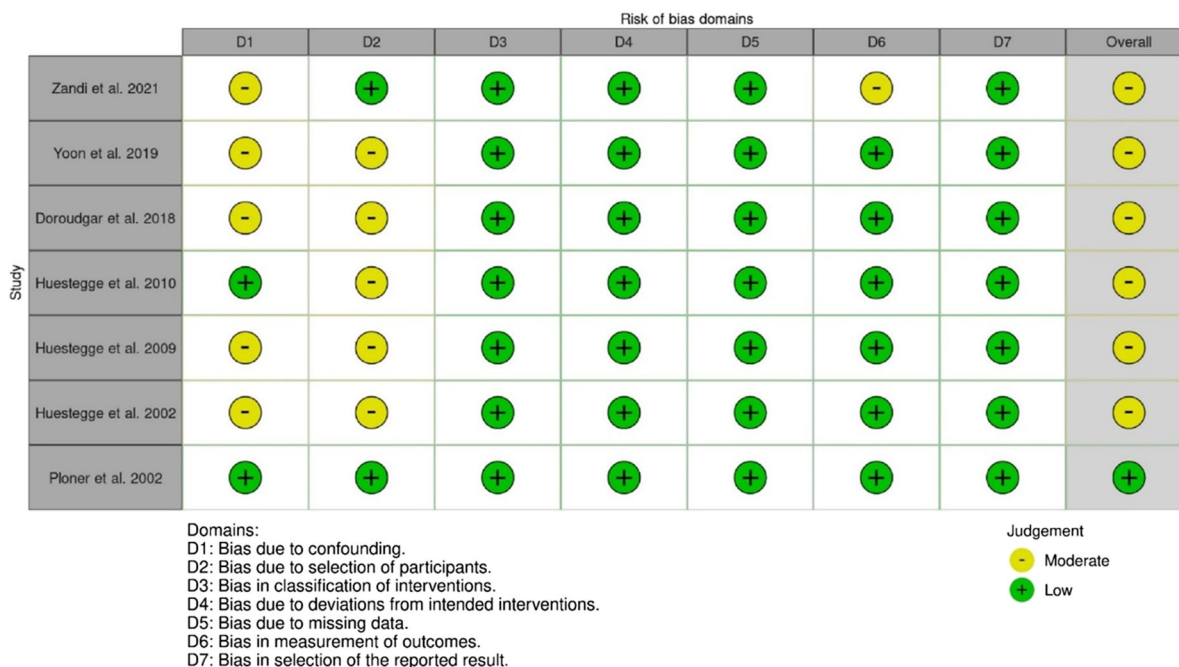 Risk of bias domains
D1 D2 D3 D4 D5 D6 D7 Overall
Study
Zandi et al. 2021 - + + + + - + -
Yoon et al. 2019 - - + + + + + -
Doroudgar et al. 2018 - - + + + + + -
Huestegge et al. 2010 + - + + + + + -
Huestegge et al. 2009 - - + + + + + -
Huestegge et al. 2002 - - + + + + + -
Ploner et al. 2002 + + + + + + + +
Domains:
D1: Bias due to confounding.
D2: Bias due to selection of participants.
D3: Bias in classification of interventions.
D4: Bias due to deviations from intended interventions.
D5: Bias due to missing data.
D6: Bias in measurement of outcomes.
D7: Bias in selection of the reported result.
Judgement
- Moderate
+ Low